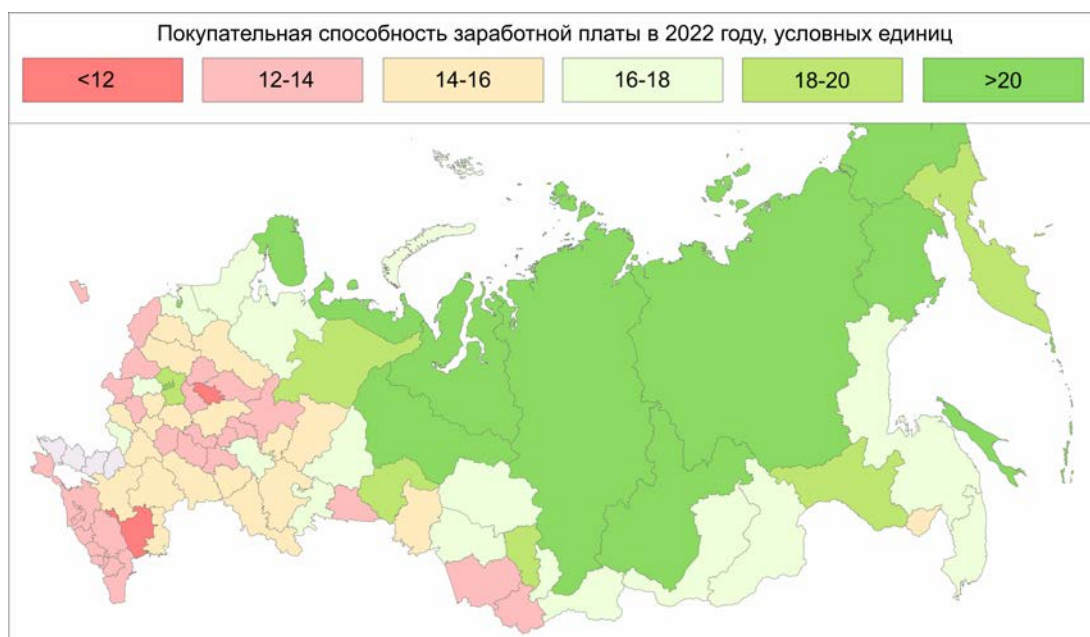 Покупательная способность заработной платы в 2022 году, условных единиц
<12 12-14 14-16 16-18 18-20 >20